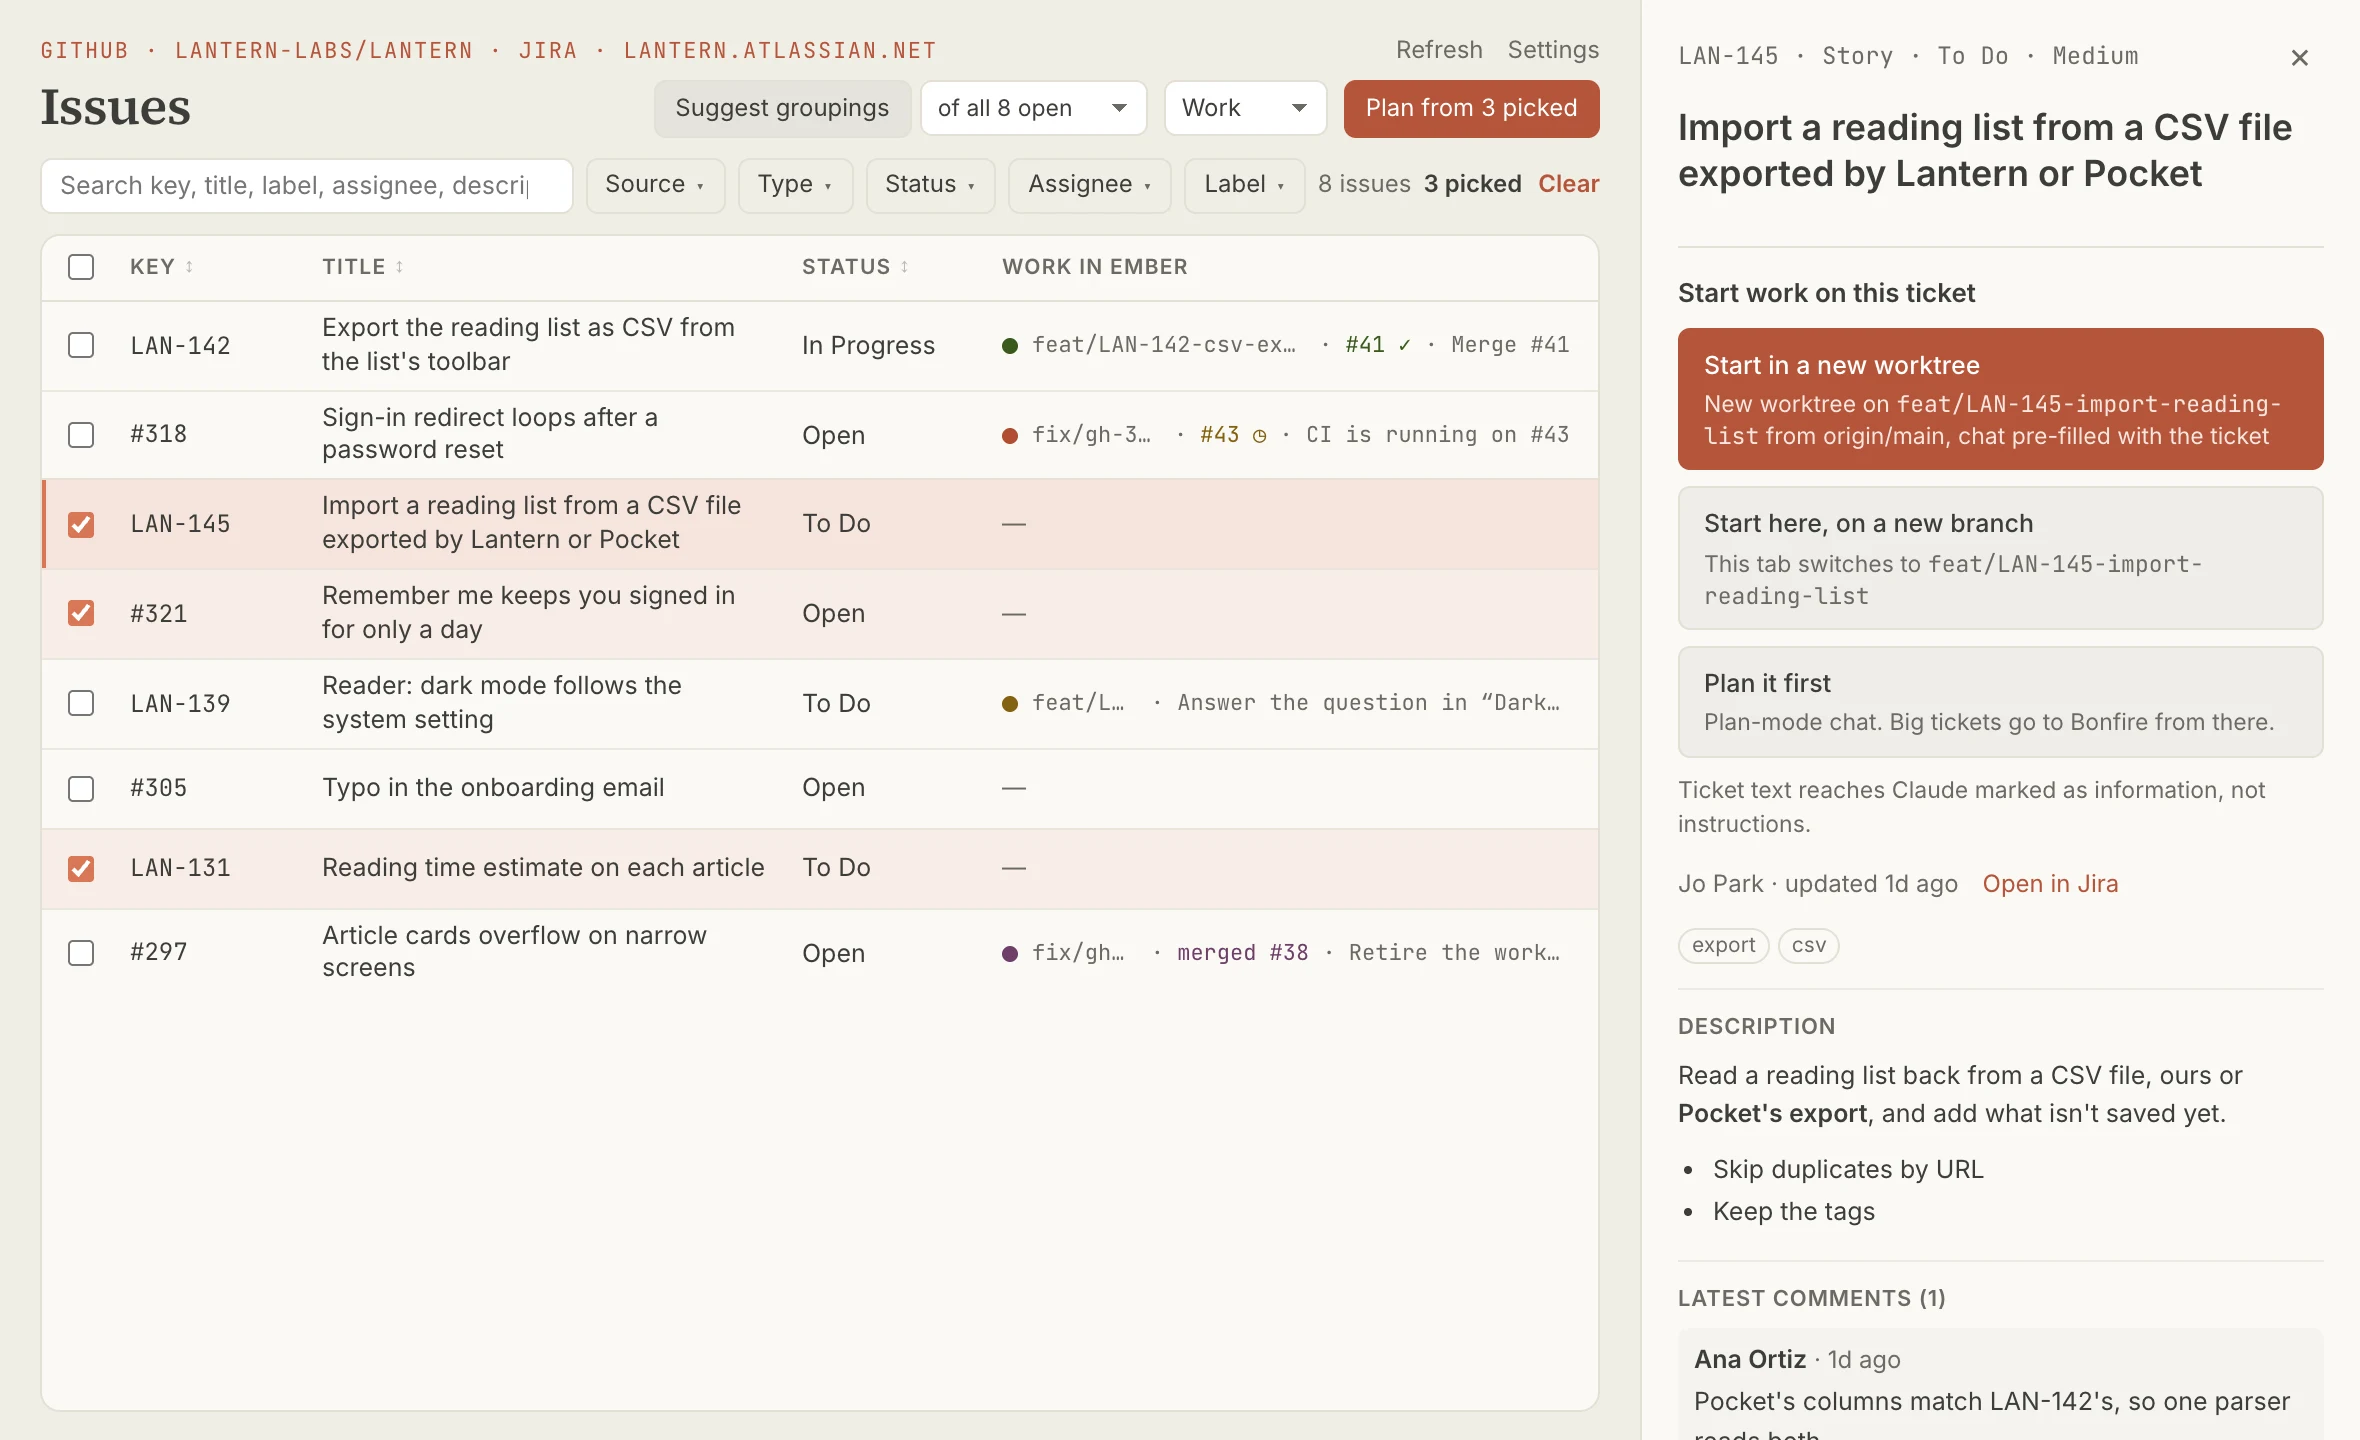 GITHUB · LANTERN-LABS/LANTERN · JIRA · LANTERN.ATLASSIAN.NET
Refresh Settings
Issues
Suggest groupings of all 8 open Work Plan from 3 picked
Search key, title, label, assignee, descrip
Source Type Status Assignee Label 8 issues 3 picked Clear
KEY TITLE STATUS WORK IN EMBER
LAN-142 Export the reading list as CSV from
the list's toolbar
In Progress feat/LAN-142-csv-ex… · #41 ✓ · Merge #41
#318 Sign-in redirect loops after a
password reset
Open fix/gh-3… · #43 ◷ · CI is running on #43
LAN-145 Import a reading list from a CSV file
exported by Lantern or Pocket
To Do —
#321 Remember me keeps you signed in
for only a day
Open —
LAN-139 Reader: dark mode follows the
system setting
To Do feat/L… · Answer the question in “Dark…
#305 Typo in the onboarding email Open —
LAN-131 Reading time estimate on each article To Do —
#297 Article cards overflow on narrow
screens
Open fix/gh… · merged #38 · Retire the work…
LAN-145 · Story · To Do · Medium ✕
Import a reading list from a CSV file
exported by Lantern or Pocket
Start work on this ticket
Start in a new worktree
New worktree on feat/LAN-145-import-reading-
list from origin/main, chat pre-filled with the ticket
Start here, on a new branch
This tab switches to feat/LAN-145-import-
reading-list
Plan it first
Plan-mode chat. Big tickets go to Bonfire from there.
Ticket text reaches Claude marked as information, not
instructions.
Jo Park · updated 1d ago Open in Jira
export csv
DESCRIPTION
Read a reading list back from a CSV file, ours or
Pocket's export, and add what isn't saved yet.
• Skip duplicates by URL
• Keep the tags
LATEST COMMENTS (1)
Ana Ortiz · 1d ago
Pocket's columns match LAN-142's, so one parser
reads both.